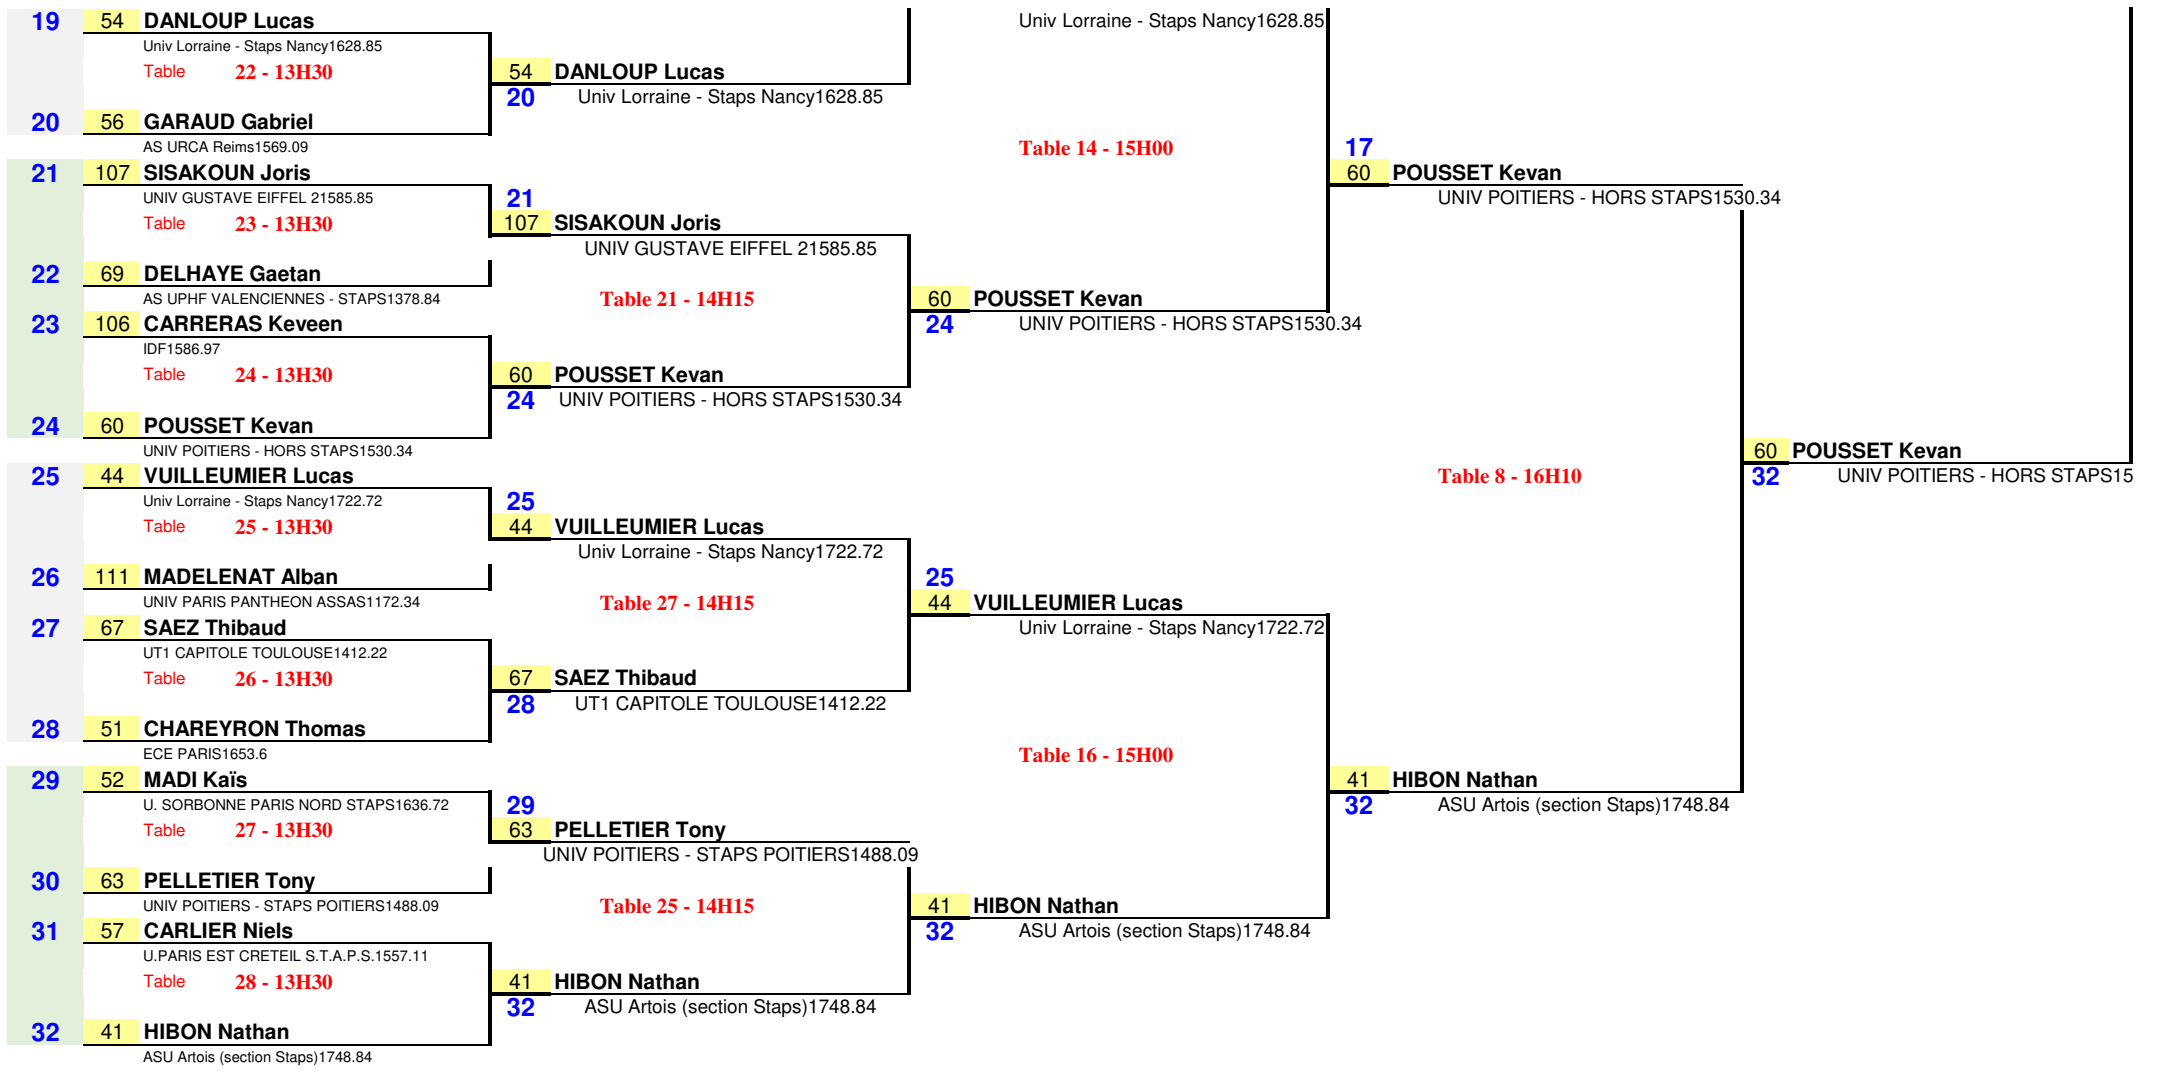 19 54 DANLOUP Lucas Univ Lorraine - Staps Nancy1628.85
Univ Lorraine - Staps Nancy1628.85
Table 22 - 13H30 54 DANLOUP Lucas
20 Univ Lorraine - Staps Nancy1628.85
20 56 GARAUD Gabriel
AS URCA Reims1569.09 Table 14 - 15H00 17
21 107 SISAKOUN Joris 60 POUSSET Kevan
UNIV GUSTAVE EIFFEL 21585.85 21 UNIV POITIERS - HORS STAPS1530.34
Table 23 - 13H30 107 SISAKOUN Joris
UNIV GUSTAVE EIFFEL 21585.85
22 69 DELHAYE Gaetan
AS UPHF VALENCIENNES - STAPS1378.84 Table 21 - 14H15 60 POUSSET Kevan
23 106 CARRERAS Keveen 24 UNIV POITIERS - HORS STAPS1530.34
IDF1586.97
Table 24 - 13H30 60 POUSSET Kevan
24 UNIV POITIERS - HORS STAPS1530.34
24 60 POUSSET Kevan
UNIV POITIERS - HORS STAPS1530.34 60 POUSSET Kevan
25 44 VUILLEUMIER Lucas Table 8 - 16H10 32 UNIV POITIERS - HORS STAPS15
Univ Lorraine - Staps Nancy1722.72 25
Table 25 - 13H30 44 VUILLEUMIER Lucas
Univ Lorraine - Staps Nancy1722.72
26 111 MADELENAT Alban 25
UNIV PARIS PANTHEON ASSAS1172.34 Table 27 - 14H15 44 VUILLEUMIER Lucas
27 67 SAEZ Thibaud Univ Lorraine - Staps Nancy1722.72
UT1 CAPITOLE TOULOUSE1412.22
Table 26 - 13H30 67 SAEZ Thibaud
28 UT1 CAPITOLE TOULOUSE1412.22
28 51 CHAREYRON Thomas
ECE PARIS1653.6 Table 16 - 15H00
29 52 MADI Kaïs 41 HIBON Nathan
U. SORBONNE PARIS NORD STAPS1636.72 29 32 ASU Artois (section Staps)1748.84
Table 27 - 13H30 63 PELLETIER Tony
UNIV POITIERS - STAPS POITIERS1488.09
30 63 PELLETIER Tony
UNIV POITIERS - STAPS POITIERS1488.09 Table 25 - 14H15 41 HIBON Nathan
31 57 CARLIER Niels 32 ASU Artois (section Staps)1748.84
U.PARIS EST CRETEIL S.T.A.P.S.1557.11
Table 28 - 13H30 41 HIBON Nathan
32 ASU Artois (section Staps)1748.84
32 41 HIBON Nathan
ASU Artois (section Staps)1748.84